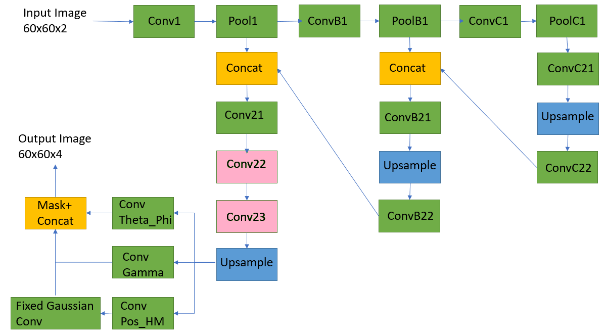 Input Image
60x60x2
Conv1
Pool1
ConvB1
PoolB1
ConvC1
PoolC1
Concat
Concat
ConvC21
Conv21
ConvB21
Upsample
Output Image
60x60x4
Conv22
Upsample
ConvC22
Mask+
Concat
Conv
Theta_Phi
Conv23
ConvB22
Conv
Gamma
Upsample
Fixed Gaussian
Conv
Conv
Pos_HM